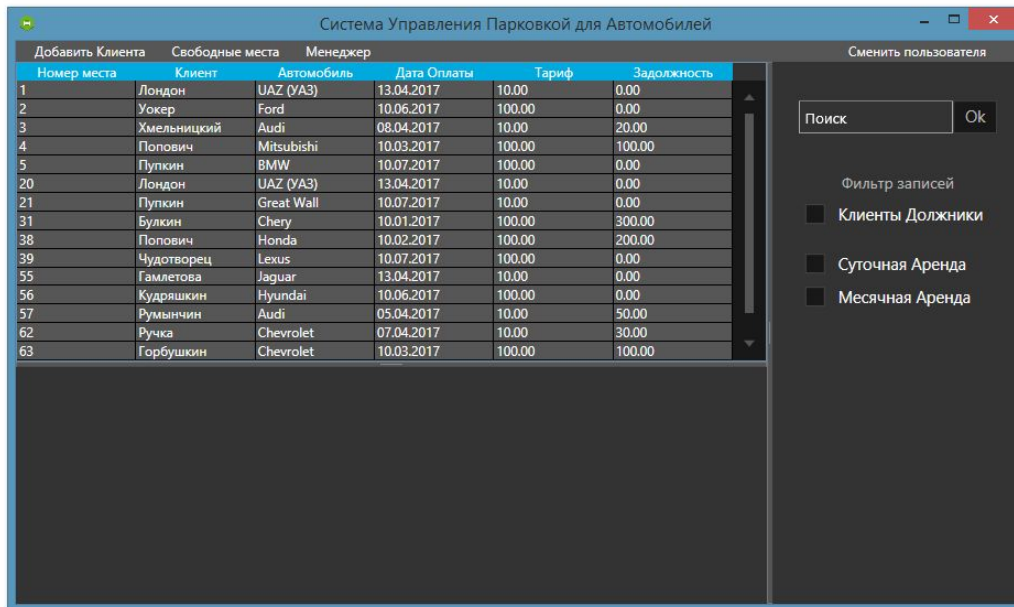 Система Управления Парковкой для Автомобилей
Добавить Клиента Свободные места Менеджер Сменить пользователя
Номер места Клиент Автомобиль Дата Оплаты Тариф Задолжность
1 Лондон UAZ (УАЗ) 13.04.2017 10.00 0.00
2 Уокер Ford 10.06.2017 100.00 0.00
3 Хмельницкий Audi 08.04.2017 10.00 20.00
4 Попович Mitsubishi 10.03.2017 100.00 100.00
5 Пупкин BMW 10.07.2017 100.00 0.00
20 Лондон UAZ (УАЗ) 13.04.2017 10.00 0.00
21 Пупкин Great Wall 10.07.2017 10.00 0.00
31 Булкин Chery 10.01.2017 100.00 300.00
38 Попович Honda 10.02.2017 100.00 200.00
39 Чудотворец Lexus 10.07.2017 100.00 0.00
55 Гамлетова Jaguar 13.04.2017 10.00 0.00
56 Кудряшкин Hyundai 10.06.2017 100.00 0.00
57 Румынчин Audi 05.04.2017 10.00 50.00
62 Ручка Chevrolet 07.04.2017 10.00 30.00
63 Горбушкин Chevrolet 10.03.2017 100.00 100.00
Поиск Ok
Фильтр записей
Клиенты Должники
Суточная Аренда
Месячная Аренда